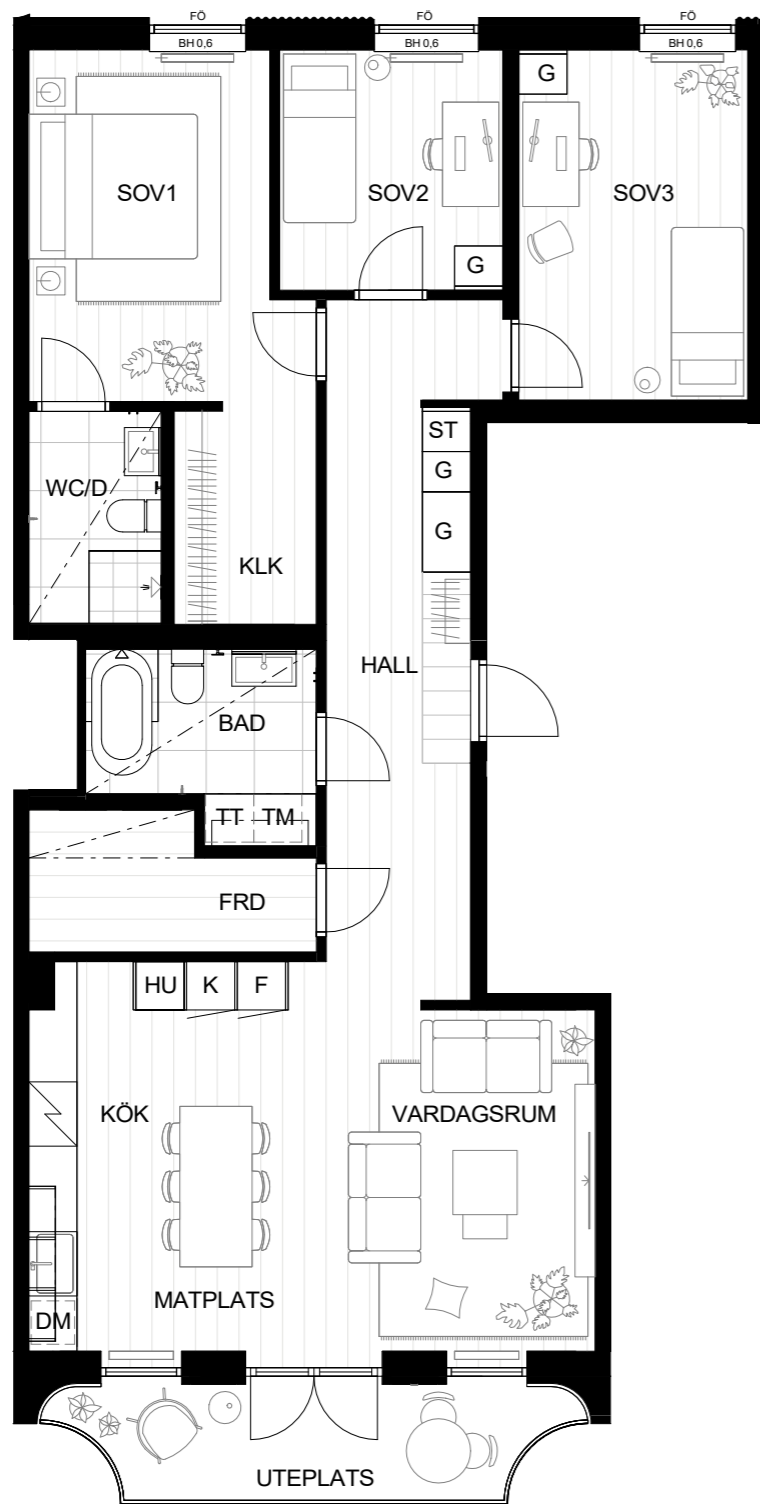 FÖ
FÖ
FÖ
BH 0,6
BH 0,6
BH 0,6
G
SOV1
SOV2
SOV3
G
ST
G
WC/D
G
KLK
HALL
BAD
TT
TM
FRD
HU
K
F
KÖK
VARDAGSRUM
MATPLATS
DM
UTEPLATS